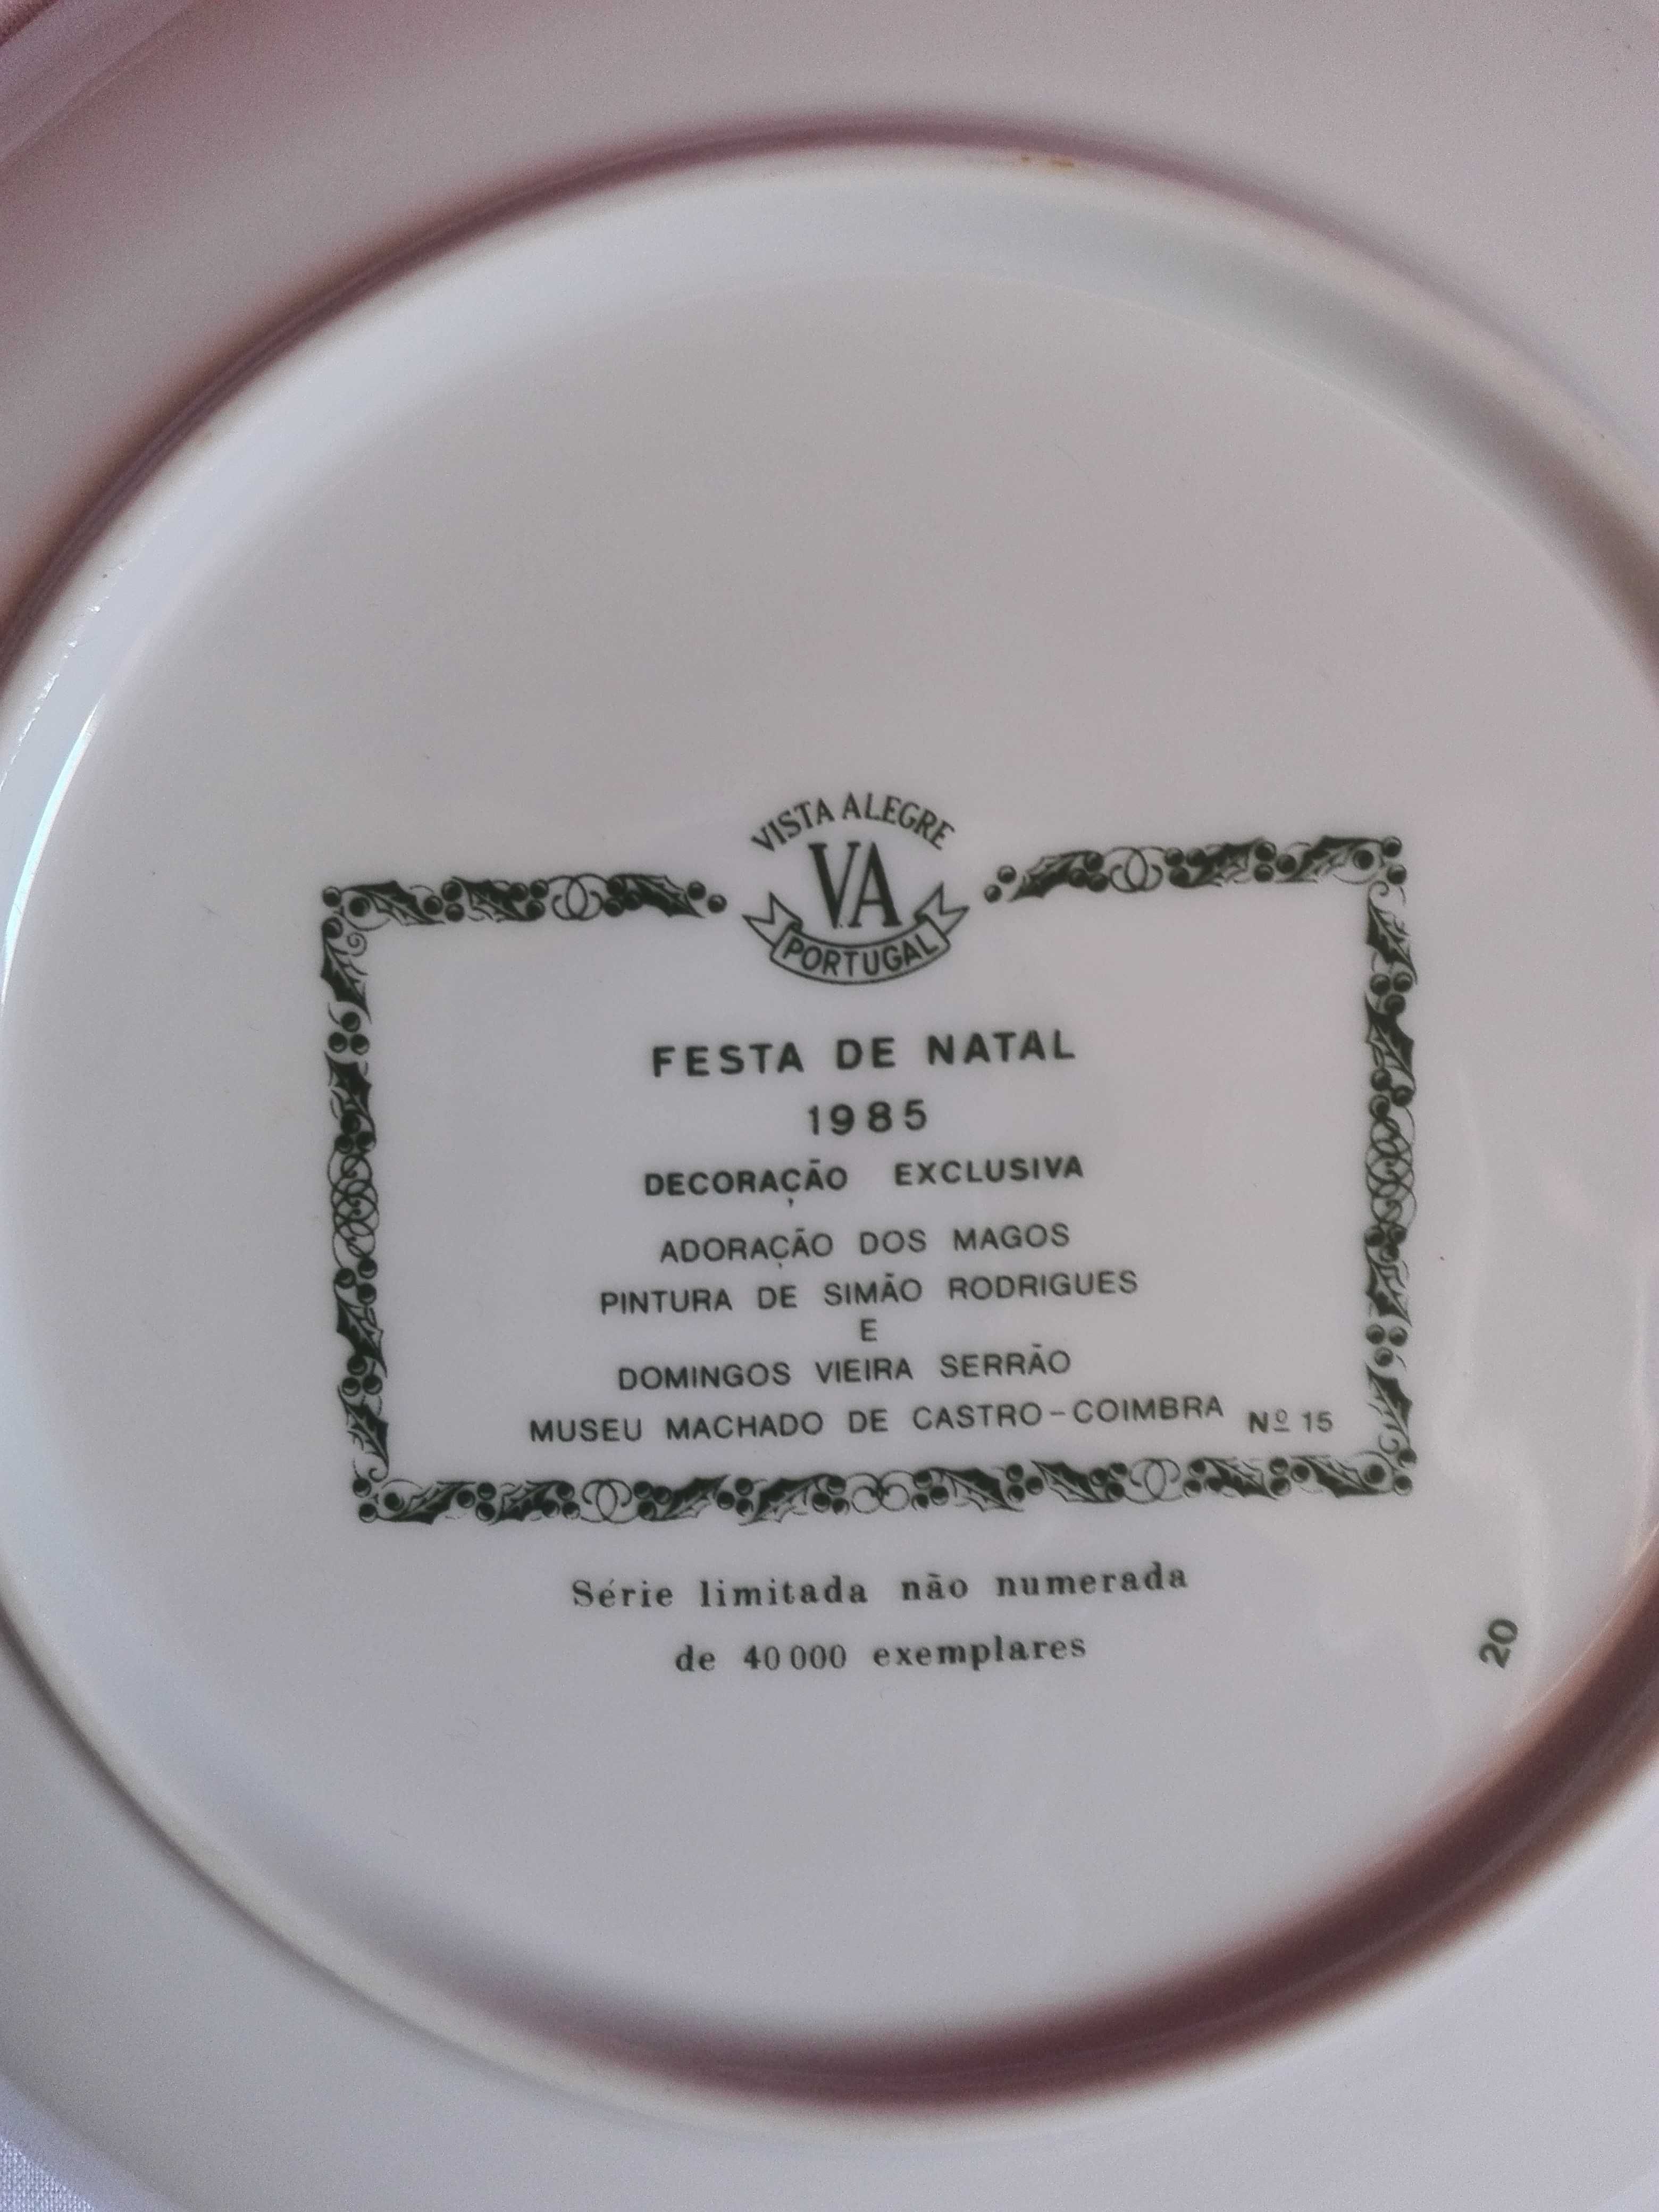 VISTA ALEGRE
VA
PORTUGAL
FESTA DE NATAL
1985
DECORAÇÃO EXCLUSIVA
ADORAÇÃO DOS MAGOS
PINTURA DE SIMÃO RODRIGUES
E
DOMINGOS VIEIRA SERRÃO
MUSEU MACHADO DE CASTRO-COIMBRA Nº 15
Série limitada não numerada
de 40 000 exemplares
20